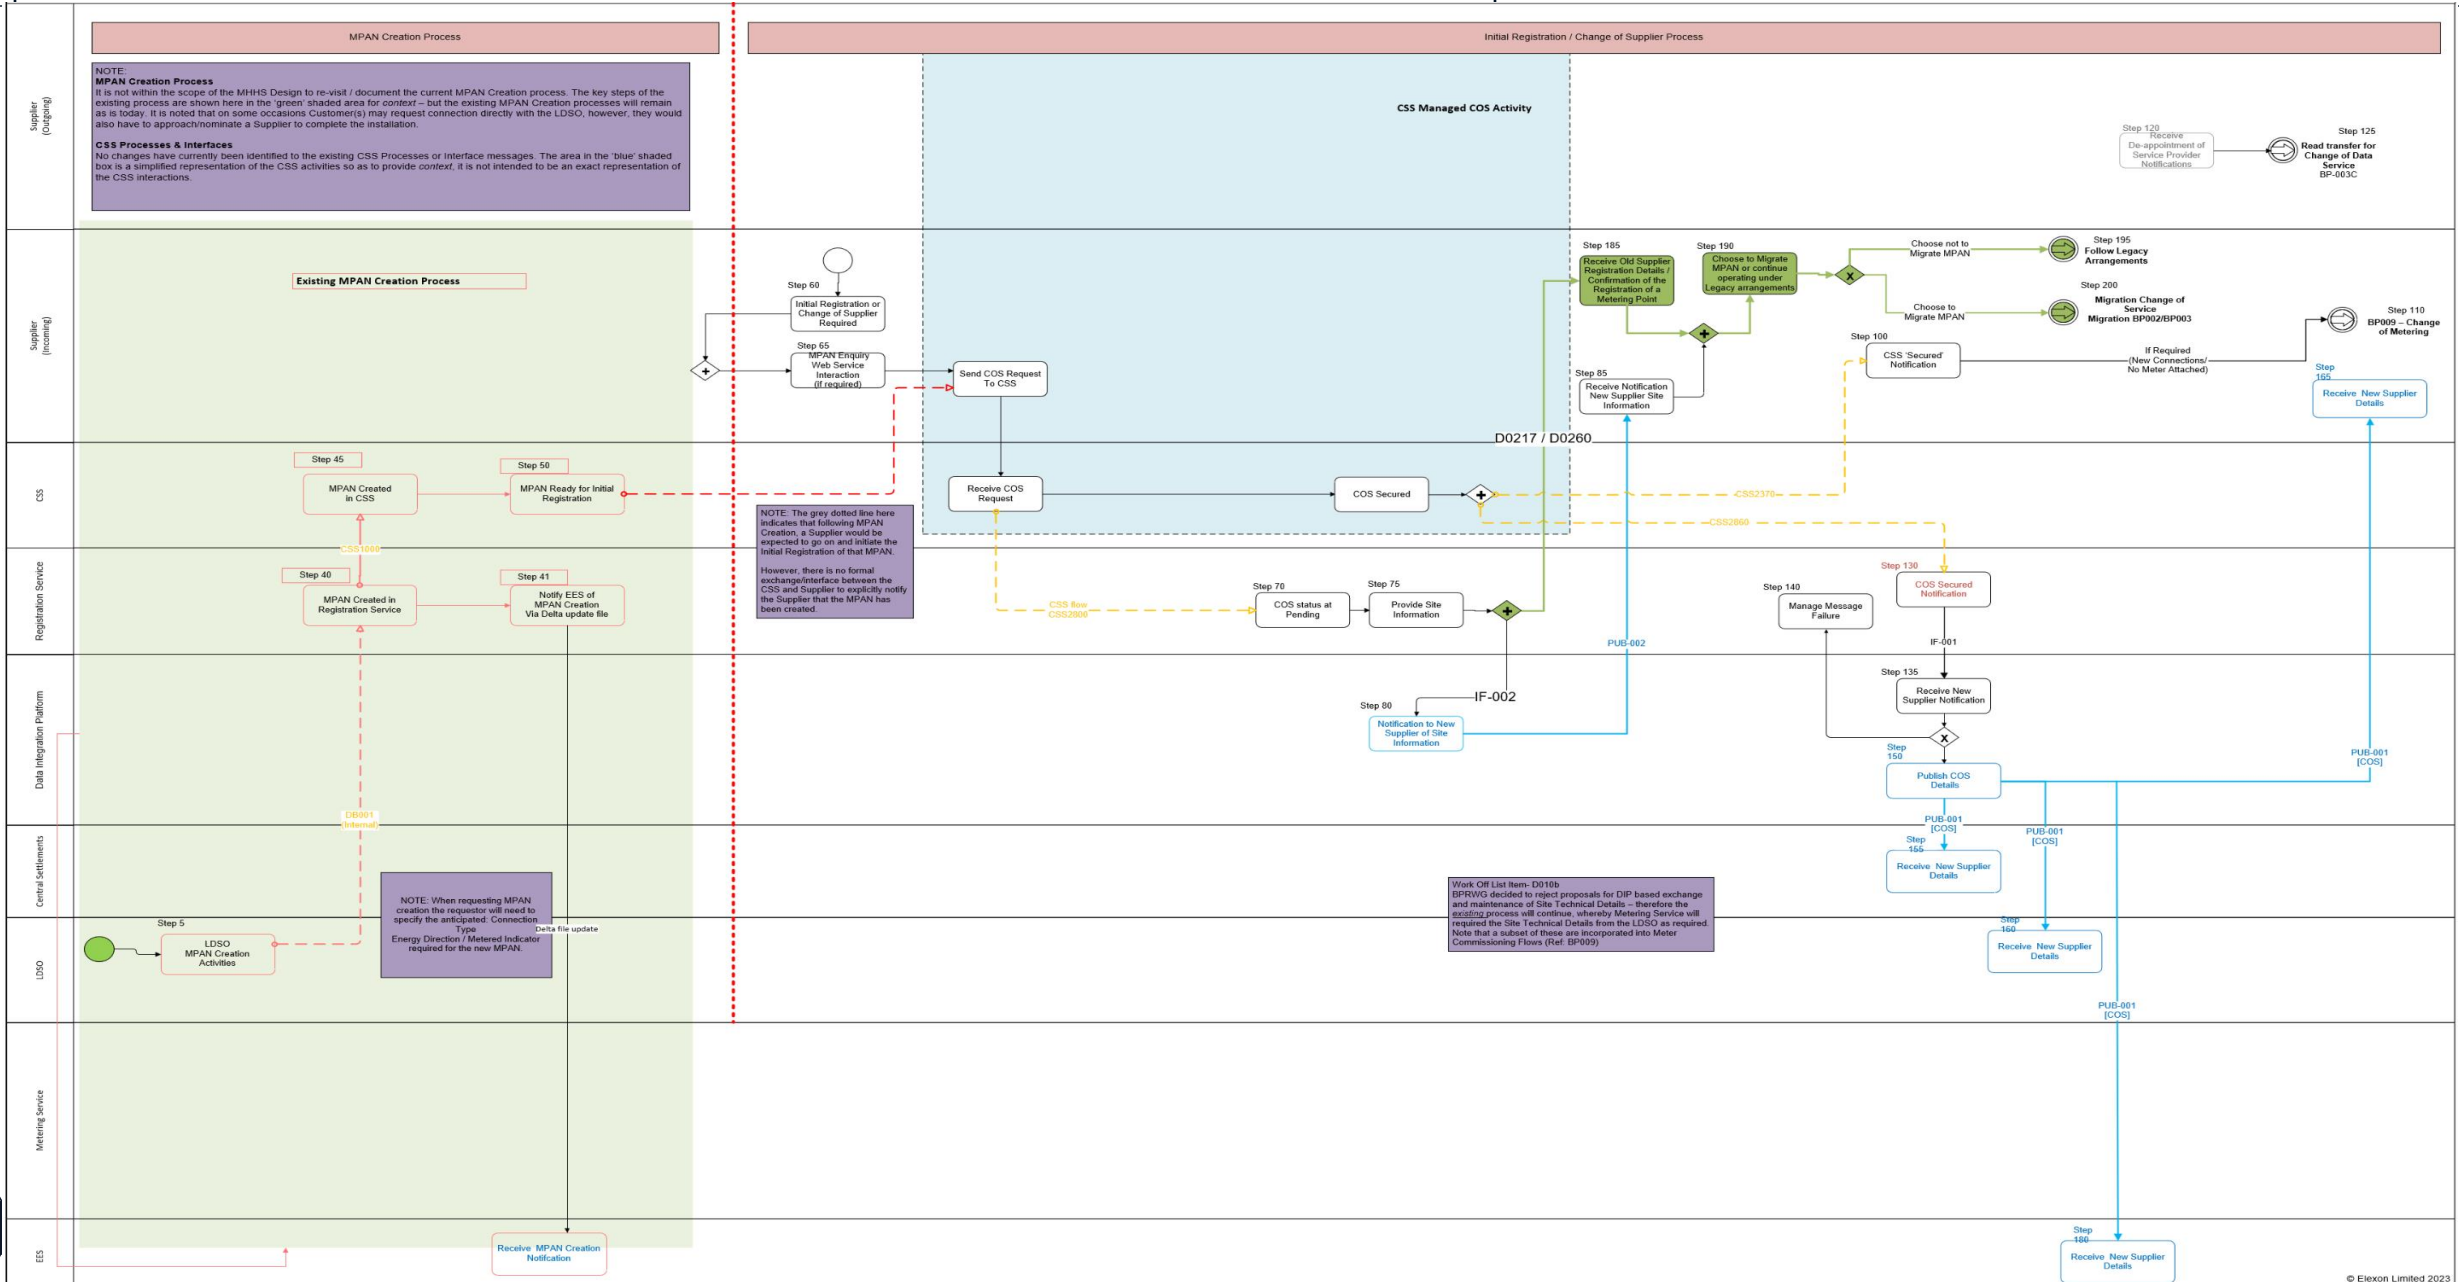 MPAN Creation Process
Initial Registration / Change of Supplier Process
Supplier
(Outgoing)
NOTE:
MPAN Creation Process
It is not within the scope of the MHHS Design to re-visit / document the current MPAN Creation process. The key steps of the
existing process are shown here in the 'green' shaded area for context – but the existing MPAN Creation processes will remain
as is today. It is noted that on some occasions Customer(s) may request connection directly with the LDSO, however, they would
also have to approach/nominate a Supplier to complete the installation.
CSS Processes & Interfaces
No changes have currently been identified to the existing CSS Processes or Interface messages. The area in the 'blue' shaded
box is a simplified representation of the CSS activities so as to provide context, it is not intended to be an exact representation of
the CSS interactions.
CSS Managed COS Activity
Step 120
Receive
De-appointment of
Service Provider
Notifications
Step 125
Read transfer for
Change of Data
Service
BP-003C
Supplier
(Incoming)
Existing MPAN Creation Process
Step 60
Initial Registration or
Change of Supplier
Required
Step 65
MPAN Enquiry
Web Service
Interaction
(if required)
Send COS Request
To CSS
Step 185
Receive Old Supplier
Registration Details /
Confirmation of the
Registration of a
Metering Point
Step 190
Choose to Migrate
MPAN or continue
operating under
Legacy arrangements
X
Choose not to
Migrate MPAN
Step 195
Follow Legacy
Arrangements
Choose to
Migrate MPAN
Step 200
Migration Change of
Service
Migration BP002/BP003
Step 85
Receive Notification
New Supplier Site
Information
Step 100
CSS 'Secured'
Notification
If Required
(New Connections/
No Meter Attached)
Step 110
BP009 – Change
of Metering
Step
165
Receive New Supplier
Details
D0217 / D0260
CSS
Step 45
MPAN Created
in CSS
Step 50
MPAN Ready for Initial
Registration
Receive COS
Request
COS Secured
CSS2370
CSS2860
CSS1000
NOTE: The grey dotted line here
indicates that following MPAN
Creation, a Supplier would be
expected to go on and initiate the
Initial Registration of that MPAN.
However, there is no formal
exchange/interface between the
CSS and Supplier to explicitly notify
the Supplier that the MPAN has
been created.
Registration Service
Step 40
MPAN Created in
Registration Service
Step 41
Notify EES of
MPAN Creation
Via Delta update file
CSS flow
CSS2800
Step 70
COS status at
Pending
Step 75
Provide Site
Information
PUB-002
Step 140
Manage Message
Failure
Step 130
COS Secured
Notification
IF-001
Data Integration Platform
IF-002
Step 80
Notification to New
Supplier of Site
Information
Step 135
Receive New
Supplier Notification
X
Step
150
Publish COS
Details
PUB-001
[COS]
DB001
(Internal)
Central Settlements
PUB-001
[COS]
PUB-001
[COS]
Step
155
Receive New Supplier
Details
NOTE: When requesting MPAN
creation the requestor will need to
specify the anticipated: Connection
Type
Energy Direction / Metered Indicator
required for the new MPAN.
Work Off List Item- D010b
BPRWG decided to reject proposals for DIP based exchange
and maintenance of Site Technical Details – therefore the
existing process will continue, whereby Metering Service will
required the Site Technical Details from the LDSO as required.
Note that a subset of these are incorporated into Meter
Commissioning Flows (Ref: BP009)
LDSO
Step 5
LDSO
MPAN Creation
Activities
Delta file update
Step
160
Receive New Supplier
Details
PUB-001
[COS]
Metering Service
EES
Receive MPAN Creation
Notifcation
Step
180
Receive New Supplier
Details
© Elexon Limited 2023